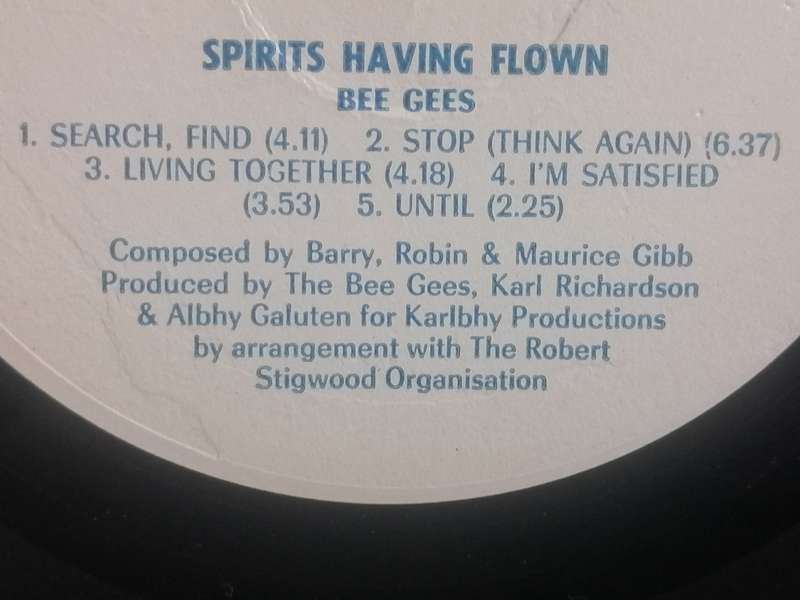 SPIRITS HAVING FLOWN
BEE GEES
1. SEARCH, FIND (4.11) 2. STOP (THINK AGAIN) (6.37)
3. LIVING TOGETHER (4.18) 4. I'M SATISFIED
(3.53) 5. UNTIL (2.25)
Composed by Barry, Robin & Maurice Gibb
Produced by The Bee Gees, Karl Richardson
& Albhy Galuten for Karlbhy Productions
by arrangement with The Robert
Stigwood Organisation